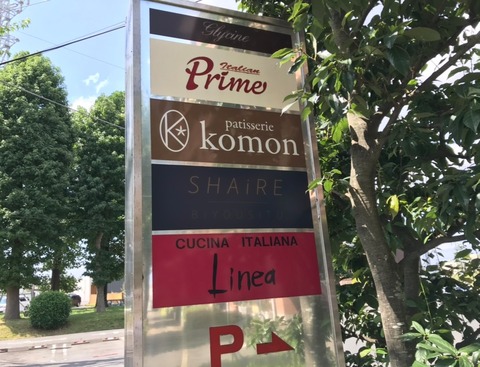 Glycine
Italian
Prime
patisserie
komon
SHAiRE
CUCINA ITALIANA
Linea
P